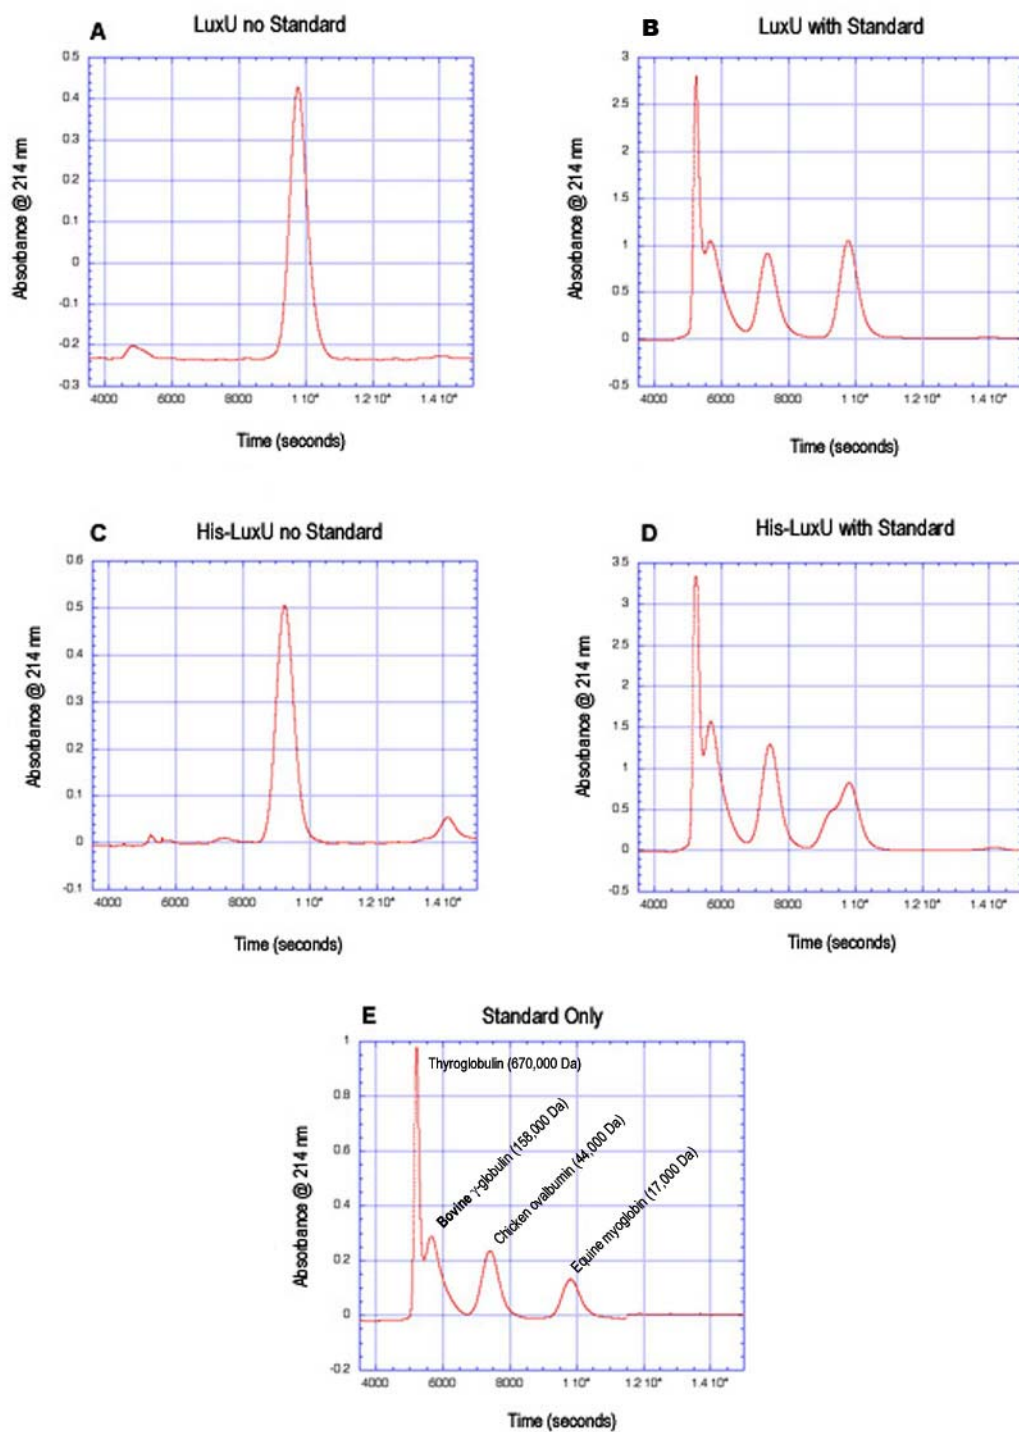 A
LuxU no Standard
0.5
0.4
0.3
0.2
0.1
0
-0.1
-0.2
-0.3
4000 6000 8000 1 10⁴ 1.2 10⁴ 1.4 10⁴
Absorbance @ 214 nm
Time (seconds)
B
LuxU with Standard
3
2.5
2
1.5
1
0.5
0
-0.5
4000 6000 8000 1 10⁴ 1.2 10⁴ 1.4 10⁴
Absorbance @ 214 nm
Time (seconds)
C
His-LuxU no Standard
0.6
0.5
0.4
0.3
0.2
0.1
0
-0.1
4000 6000 8000 1 10⁴ 1.2 10⁴ 1.4 10⁴
Absorbance @ 214 nm
Time (seconds)
D
His-LuxU with Standard
3.5
3
2.5
2
1.5
1
0.5
0
-0.5
4000 6000 8000 1 10⁴ 1.2 10⁴ 1.4 10⁴
Absorbance @ 214 nm
Time (seconds)
E
Standard Only
1
0.8
0.6
0.4
0.2
0
-0.2
Thyroglobulin (670,000 Da)
Bovine γ-globulin (158,000 Da)
Chicken ovalbumin (44,000 Da)
Equine myoglobin (17,000 Da)
4000 6000 8000 1 10⁴ 1.2 10⁴ 1.4 10⁴
Absorbance @ 214 nm
Time (seconds)